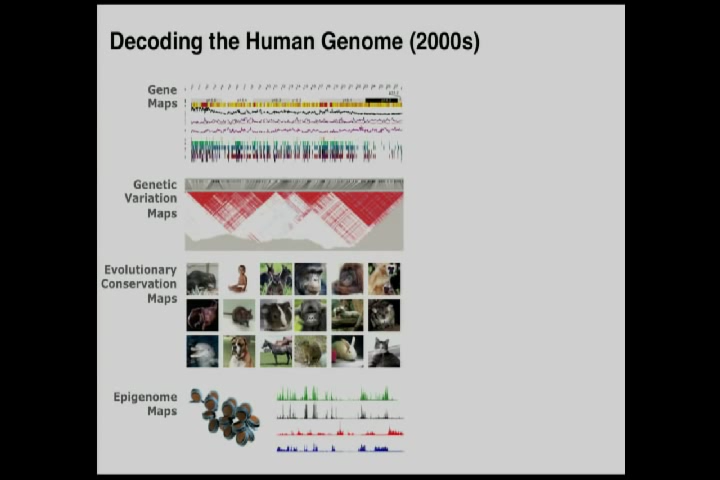 Decoding the Human Genome (2000s)
Gene
Maps
Genetic
Variation
Maps
Evolutionary
Conservation
Maps
Epigenome
Maps